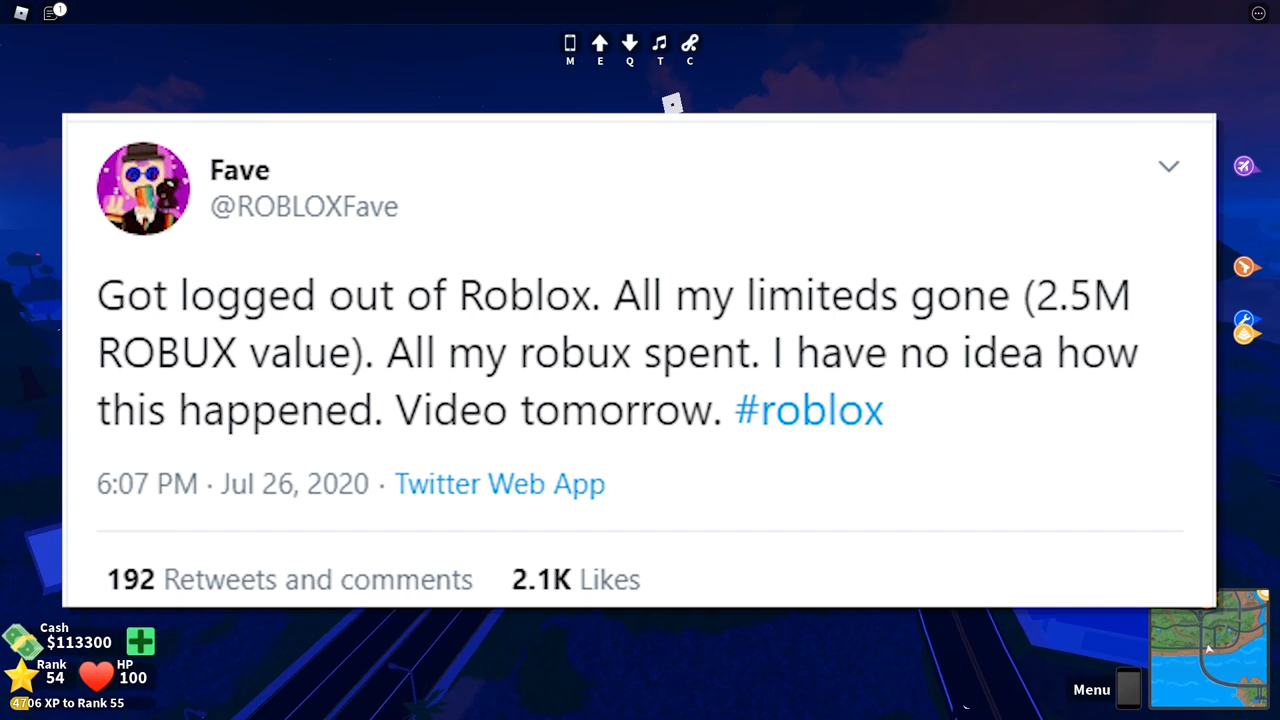 1
M E Q T C
Fave
@ROBLOXFave
Got logged out of Roblox. All my limiteds gone (2.5M
ROBUX value). All my robux spent. I have no idea how
this happened. Video tomorrow. #roblox
6:07 PM · Jul 26, 2020 · Twitter Web App
192 Retweets and comments 2.1K Likes
Cash
$113300
Rank HP
54 100
4706 XP to Rank 55
Menu